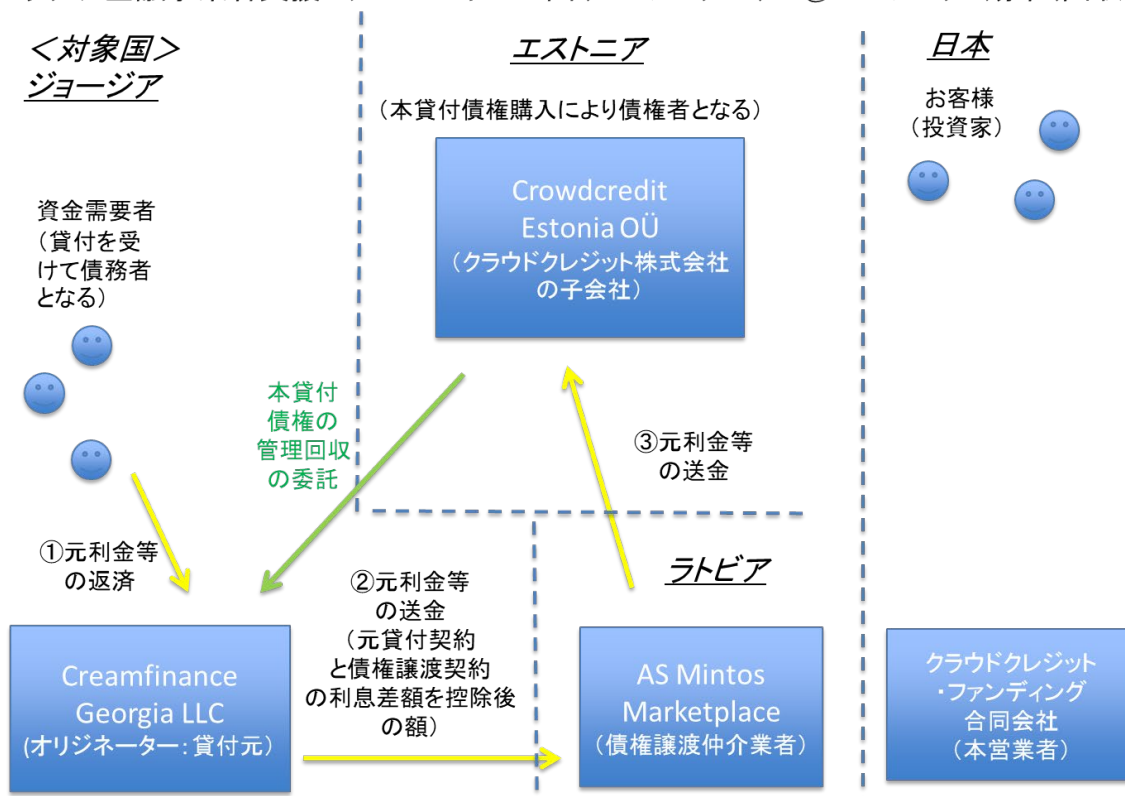 <対象国>
ジョージア
資金需要者
(貸付を受
けて債務者
となる)
①元利金等
の返済
Creamfinance
Georgia LLC
(オリジネーター:貸付元)
エストニア
(本貸付債権購入により債権者となる)
Crowdcredit
Estonia OÜ
(クラウドクレジット株式会社
の子会社)
本貸付
債権の
管理回収
の委託
③元利金等
の送金
②元利金等
の送金
(元貸付契約
と債権譲渡契約
の利息差額を控除後
の額)
ラトビア
AS Mintos
Marketplace
(債権譲渡仲介業者)
日本
お客様
(投資家)
クラウドクレジット
・ファンディング
合同会社
(本営業者)